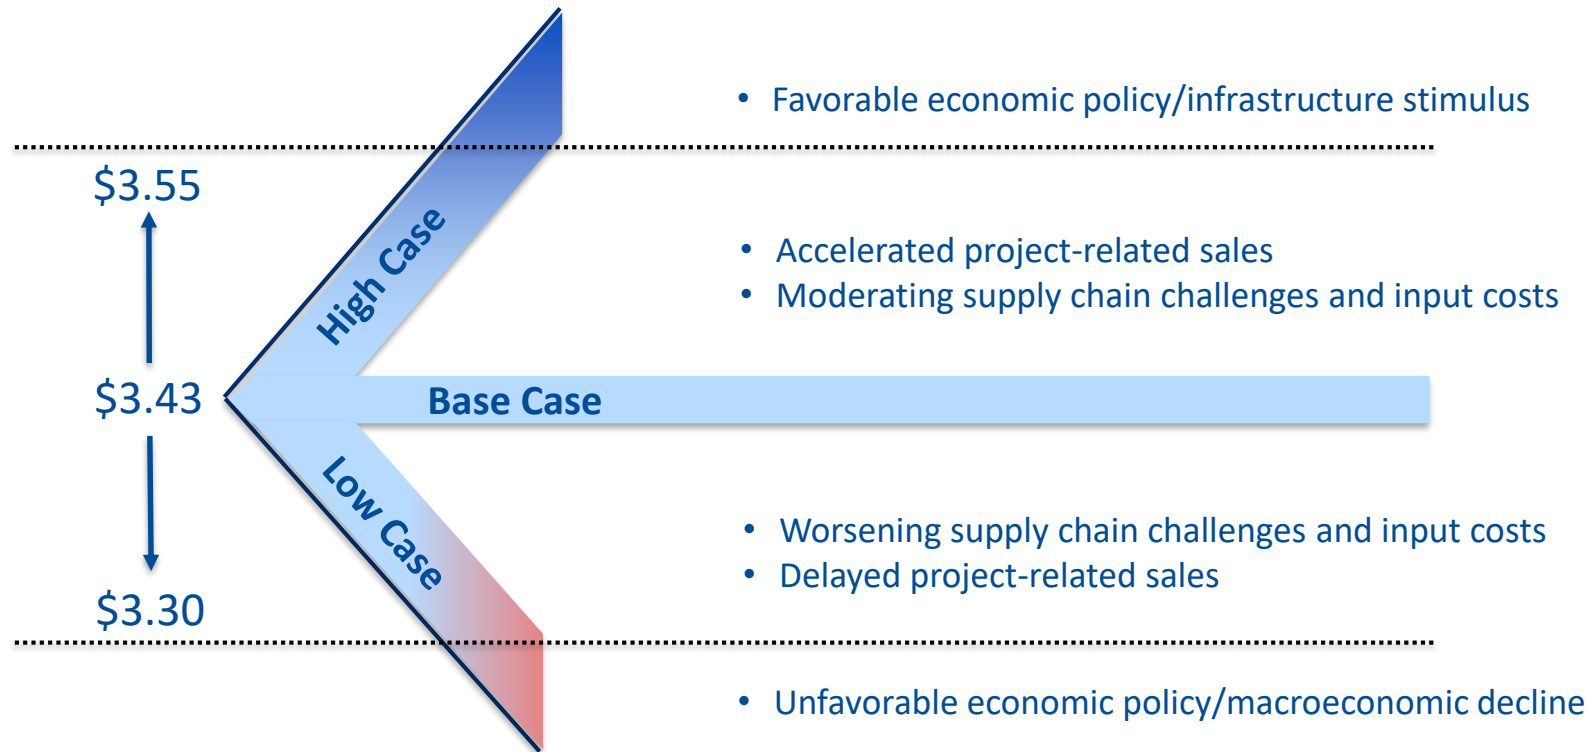 • Favorable economic policy/infrastructure stimulus
$3.55
• Accelerated project-related sales
• Moderating supply chain challenges and input costs
High Case
$3.43
Base Case
Low Case
• Worsening supply chain challenges and input costs
• Delayed project-related sales
$3.30
• Unfavorable economic policy/macroeconomic decline